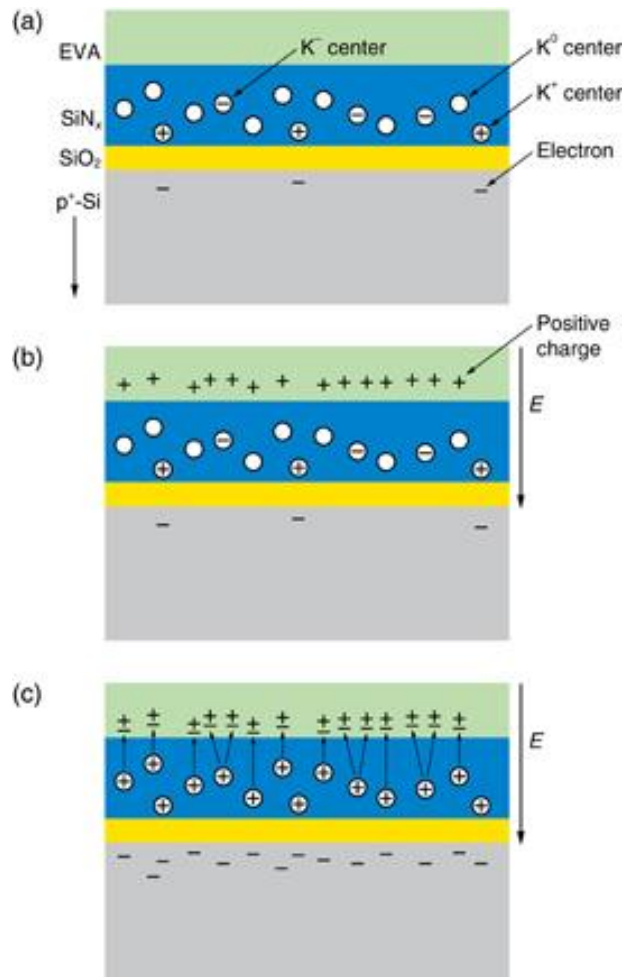 (a)
EVA
K⁻ center
K⁰ center
SiNₓ
K⁺ center
SiO₂
Electron
p⁺-Si
(b)
Positive
charge
E
(c)
E